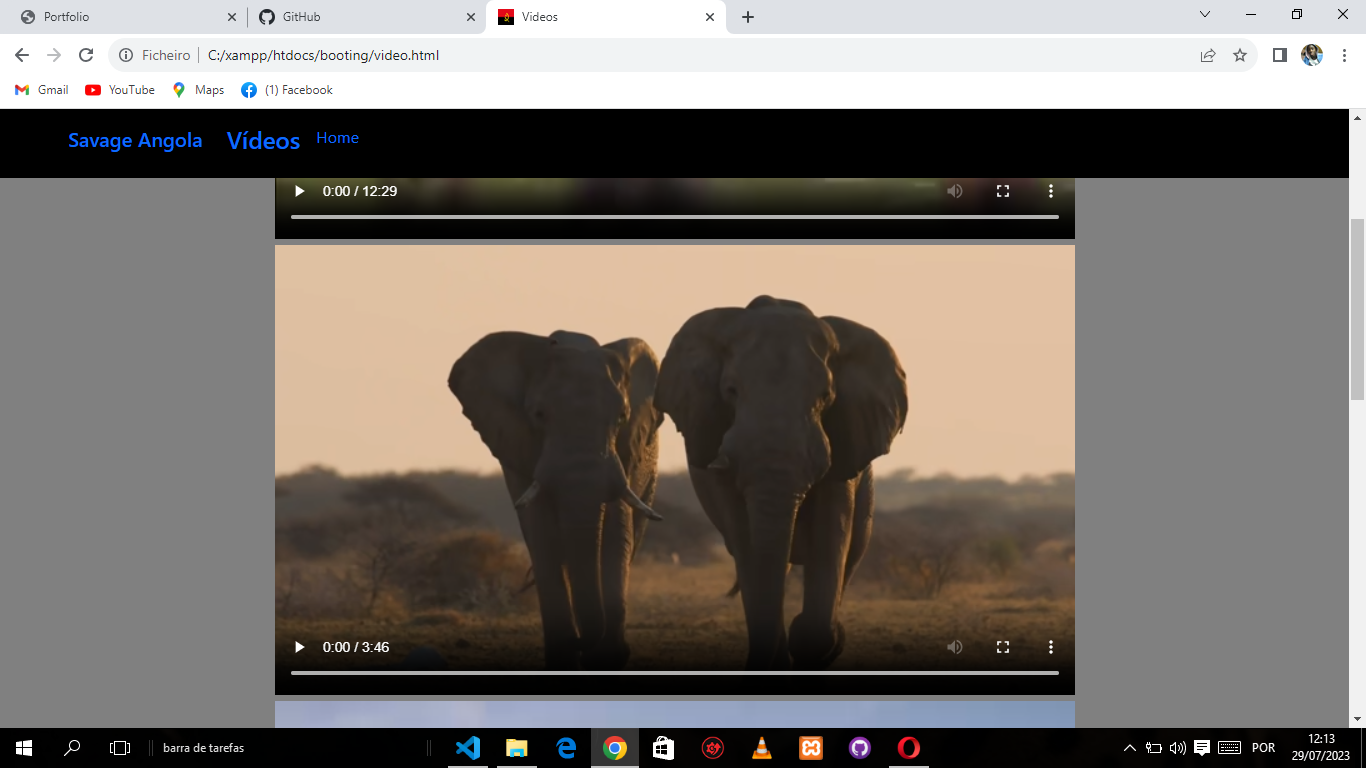 Portfolio
GitHub
Videos
Ficheiro
C:/xampp/htdocs/booting/video.html
Gmail
YouTube
Maps
(1) Facebook
Savage Angola
Vídeos
Home
0:00 / 12:29
0:00 / 3:46
barra de tarefas
POR
12:13
29/07/2023